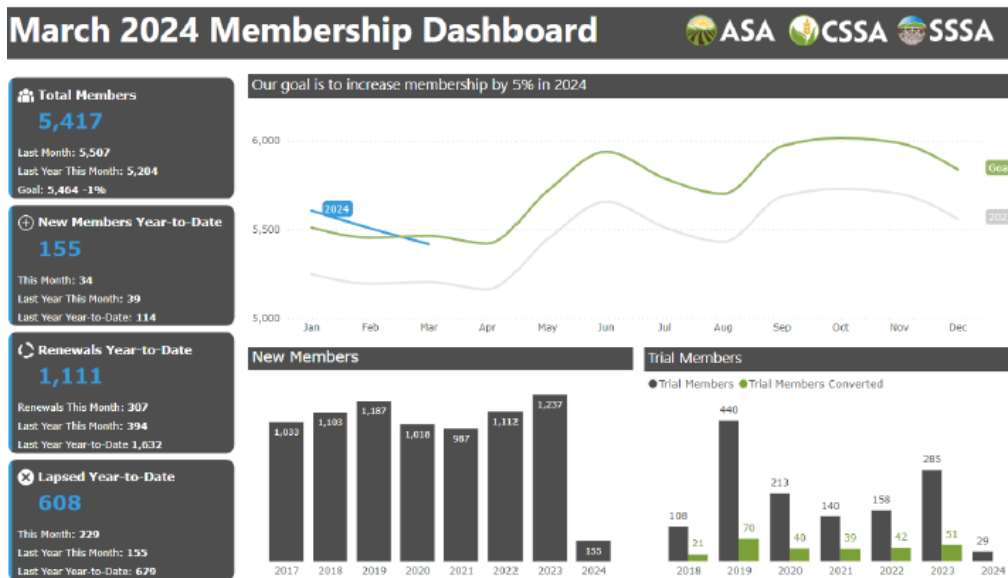 March 2024 Membership Dashboard
ASA CSSA SSSA
Total Members
5,417
Last Month: 5,507
Last Year This Month: 5,204
Goal: 5,464 -1%
New Members Year-to-Date
155
This Month: 34
Last Year This Month: 39
Last Year Year-to-Date: 114
Renewals Year-to-Date
1,111
Renewals This Month: 307
Last Year This Month: 394
Last Year Year-to-Date 1,632
Lapsed Year-to-Date
608
This Month: 229
Last Year This Month: 155
Last Year Year-to-Date: 679
Our goal is to increase membership by 5% in 2024
6,000
5,500
5,000
2024
Goa
202
Jan Feb Mar Apr May Jun Jul Aug Sep Oct Nov Dec
New Members
1,033 1,103 1,187 1,018 987 1,112 1,237 155
2017 2018 2019 2020 2021 2022 2023 2024
Trial Members
Trial Members Trial Members Converted
108 440 213 140 158 285 29
21 70 40 39 42 51
2018 2019 2020 2021 2022 2023 2024